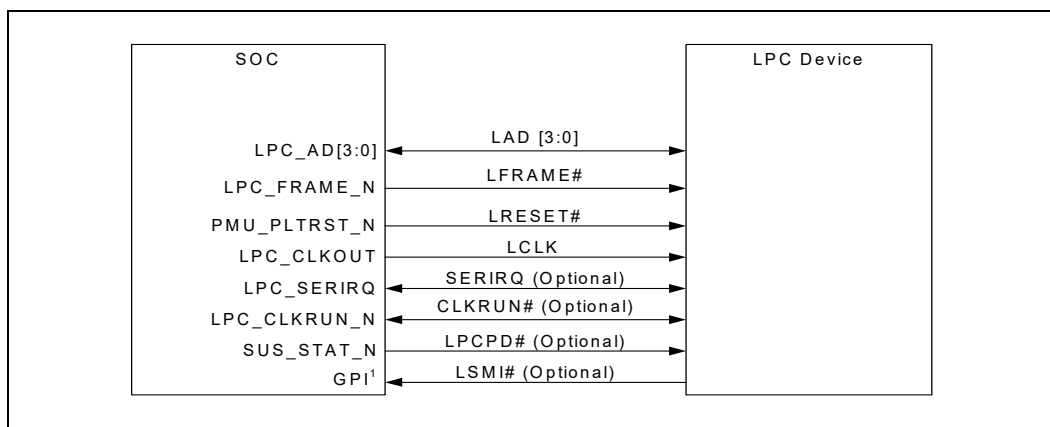 SOC LPC Device
LPC_AD[3:0] LAD [3:0]
LPC_FRAME_N LFRAME#
PMU_PLTRST_N LRESET#
LPC_CLKOUT LCLK
LPC_SERIRQ SERIRQ (Optional)
LPC_CLKRUN_N CLKRUN# (Optional)
SUS_STAT_N LPCPD# (Optional)
GPI¹ LSMI# (Optional)